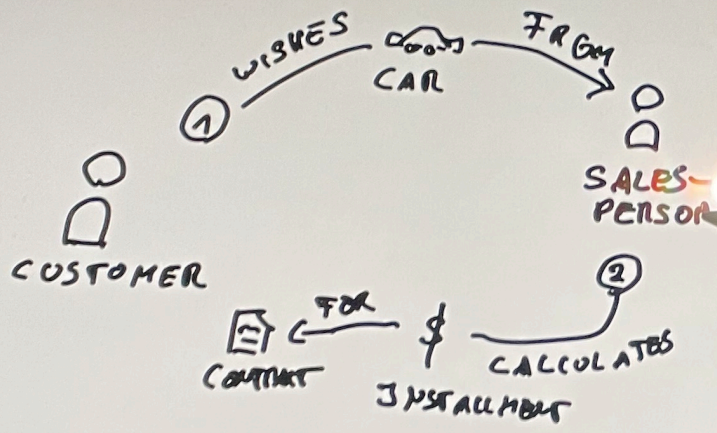 1
WISHES
CAR
FROM
CUSTOMER
SALES-
PERSON
2
CALCULATES
$
INSTALLMENT
FOR
CONTRACT